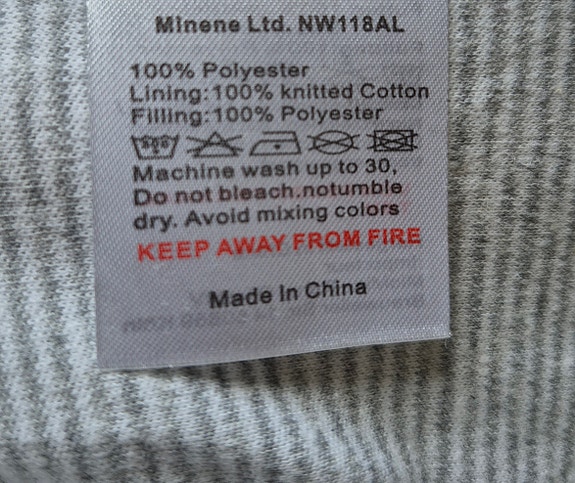 Minene Ltd. NW118AL
100% Polyester
Lining:100% knitted Cotton
Filling:100% Polyester
Machine wash up to 30,
Do not bleach.notumble
dry. Avoid mixing colors
KEEP AWAY FROM FIRE
Made In China